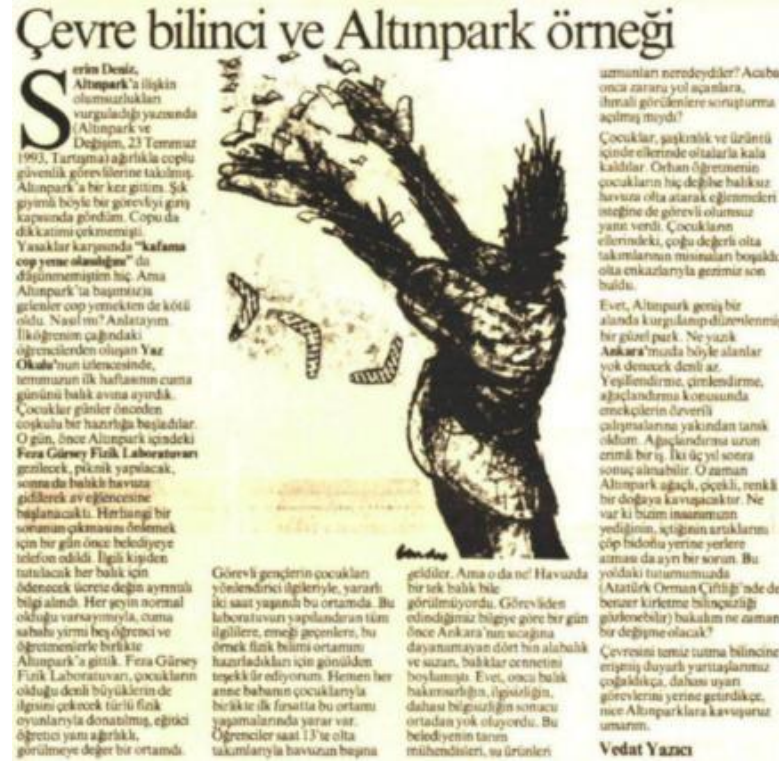 Çevre bilinci ve Altınpark örneği
Serim Deniz,
Altınpark'a ilişkin
olumsuzlukları
vurguladığı yazısında
(Altınpark ve
Değişim, 23 Temmuz
1993, Tartışma) ağırlıkla coplu
güvenlik görevlilerine takılmış.
Altınpark'a bir kez gittim. Şık
giyimli böyle bir görevliyi giriş
kapısında gördüm. Copu da
dikkatimi çekmemişti.
Yasaklar karşısında "kafama
cop yeme olasılığını" da
düşünmemiştim hiç. Ama
Altınpark'ta başımıza
gelenler cop yemekten de kötü
oldu. Nasıl mı? Anlatayım.
İlköğrenim çağındaki
öğrencilerden oluşan Yaz
Okulu'nun izlencesinde,
temmuzun ilk haftasının cuma
gününü balık avına ayırdık.
Çocuklar günler önceden
coşkulu bir hazırlığa başladılar.
O gün, önce Altınpark içindeki
Feza Gürsey Fizik Laboratuvarı
gezilecek, piknik yapılacak,
sonra da balıklı havuza
gidilerek av eğlencesine
başlanacaktı. Herhangi bir
sorunun çıkmasını önlemek
için bir gün önce belediyeye
telefon edildi. İlgili kişiden
tutulacak her balık için
ödenecek ücrete değin ayrıntılı
bilgi alındı. Her şeyin normal
olduğu varsayımıyla, cuma
sabahı yirmi beş öğrenci ve
öğretmenlerle birlikte
Altınpark'a gittik. Feza Gürsey
Fizik Laboratuvarı, çocukların
olduğu denli büyüklerin de
ilgisini çekecek türlü fizik
oyunlarıyla donatılmış, eğitici
öğretici yanı ağırlıklı,
görülmeye değer bir ortamdı.
Görevli gençlerin çocukları
yönlendirici ilgileriyle, yararlı
iki saat yaşandı bu ortamda. Bu
laboratuvarı yapılandıran tüm
ilgililere, emeği geçenlere, bu
örnek fizik bilimi ortamını
hazırladıkları için gönülden
teşekkür ediyorum. Hemen her
anne babanın çocuklarıyla
birlikte ilk fırsatta bu ortamı
yaşamalarında yarar var.
Öğrenciler saat 13'te olta
takımlarıyla havuzun başına
geldiler. Ama o da ne! Havuzda
bir tek balık bile
görülmüyordu. Görevliden
edindiğimiz bilgiye göre bir gün
önce Ankara'nın sıcağına
dayanamayan dört bin alabalık
ve sazan, balıklar cennetini
boylamıştı. Evet, onca balık
bakımsızlığın, ilgisizliğin,
dahası bilgisizliğin sonucu
ortadan yok oluyordu. Bu
belediyenin tarım
mühendisleri, su ürünleri
uzmanları neredeydiler? Acaba
onca zarara yol açanlara,
ihmali görülenlere soruşturma
açılmış mıydı?
Çocuklar, şaşkınlık ve üzüntü
içinde ellerinde oltalarla kala
kaldılar. Orhan öğretmenin
çocukların hiç değilse balıksız
havuza olta atarak eğlenmeleri
isteğine de görevli olumsuz
yanıt verdi. Çocukların
ellerindeki, çoğu değerli olta
takımlarının misinaları boşaldı
olta enkazlarıyla gezimiz son
buldu.
Evet, Altınpark geniş bir
alanda kurgulanıp düzenlenmiş
bir güzel park. Ne yazık
Ankara'mızda böyle alanlar
yok denecek denli az.
Yeşillendirme, çimlendirme,
ağaçlandırma konusunda
emekçilerin özverili
çalışmalarına yakından tanık
oldum. Ağaçlandırma uzun
erimli bir iş. İki üç yıl sonra
sonuç alınabilir. O zaman
Altınpark ağaçlı, çiçekli, renkli
bir doğaya kavuşacaktır. Ne
var ki bizim insanımızın
yediğinin, içtiğinin artıklarını
çöp bidonu yerine yerlere
atması da ayrı bir sorun. Bu
yoldaki tutumumuzda
(Atatürk Orman Çiftliği'nde de
benzer kirletme bilinçsizliği
gözlenebilir) bakalım ne zaman
bir değişme olacak?
Çevresini temiz tutma bilincine
erişmiş duyarlı yurttaşlarımız
çoğaldıkça, dahası uyarı
görevlerini yerine getirdikçe,
nice Altınparklara kavuşuruz
umarım.
Vedat Yazıcı